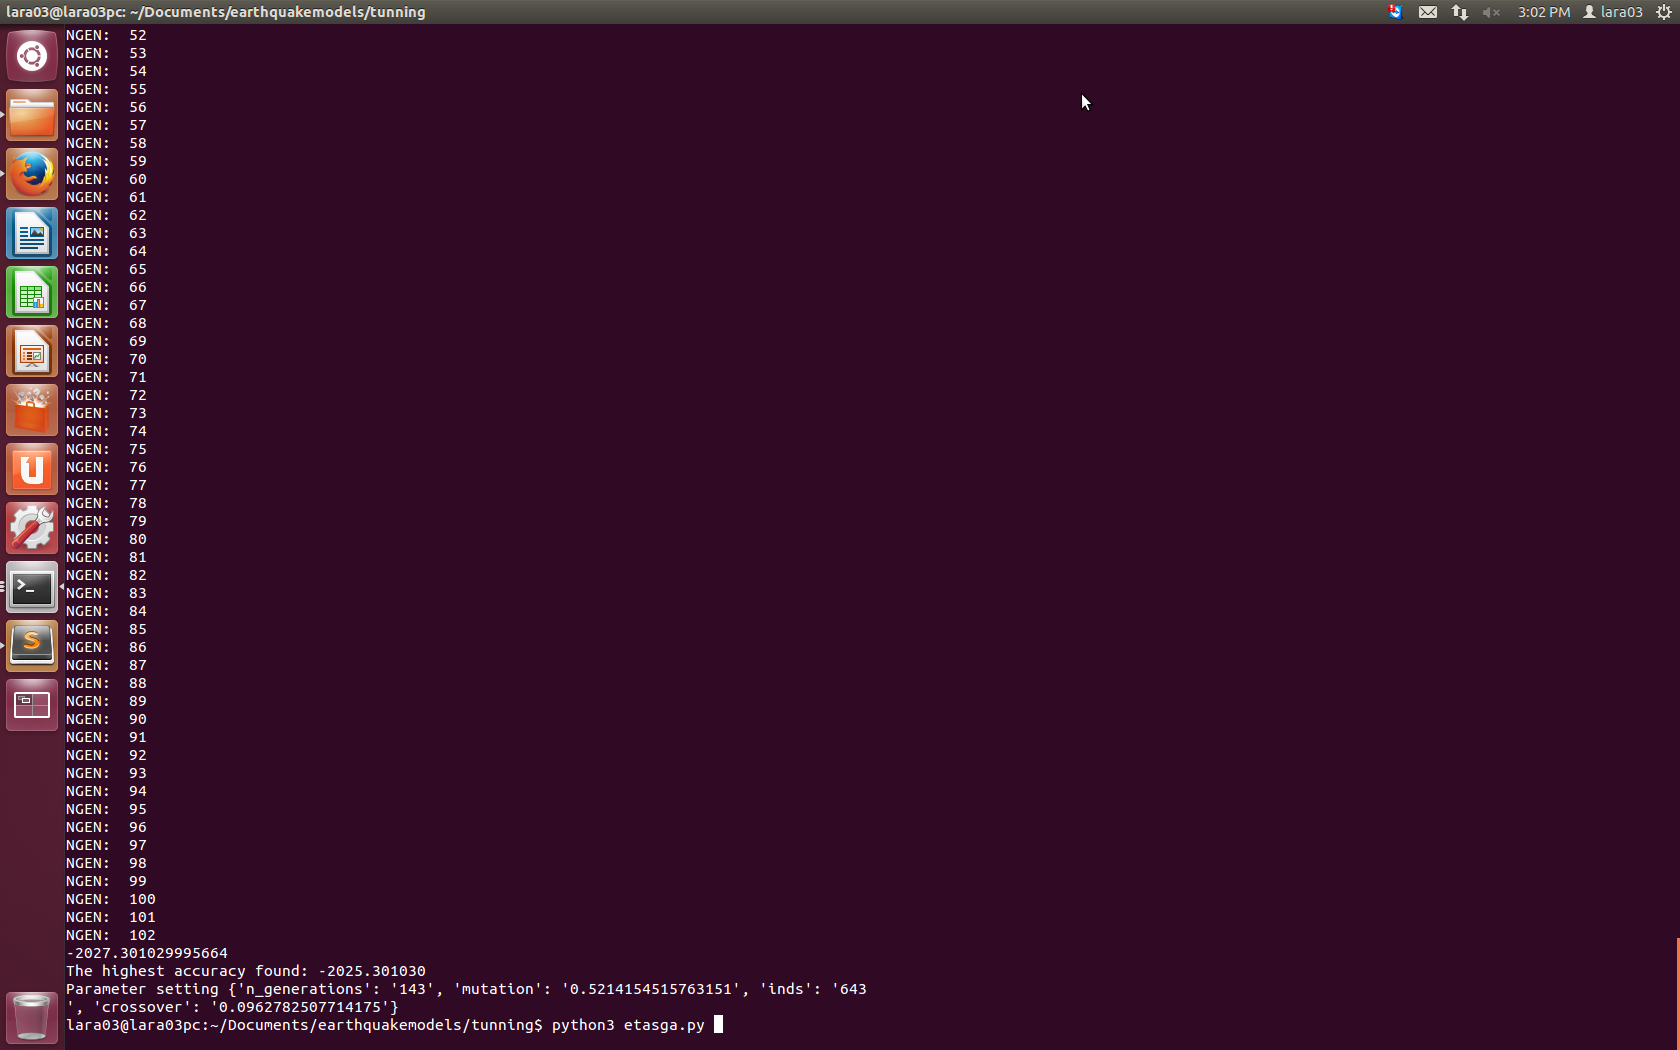 lara03@lara03pc: ~/Documents/earthquakemodels/tunning
3:02 PM
lara03
NGEN:  52
NGEN:  53
NGEN:  54
NGEN:  55
NGEN:  56
NGEN:  57
NGEN:  58
NGEN:  59
NGEN:  60
NGEN:  61
NGEN:  62
NGEN:  63
NGEN:  64
NGEN:  65
NGEN:  66
NGEN:  67
NGEN:  68
NGEN:  69
NGEN:  70
NGEN:  71
NGEN:  72
NGEN:  73
NGEN:  74
NGEN:  75
NGEN:  76
NGEN:  77
NGEN:  78
NGEN:  79
NGEN:  80
NGEN:  81
NGEN:  82
NGEN:  83
NGEN:  84
NGEN:  85
NGEN:  86
NGEN:  87
NGEN:  88
NGEN:  89
NGEN:  90
NGEN:  91
NGEN:  92
NGEN:  93
NGEN:  94
NGEN:  95
NGEN:  96
NGEN:  97
NGEN:  98
NGEN:  99
NGEN:  100
NGEN:  101
NGEN:  102
-2027.301029995664
The highest accuracy found: -2025.301030
Parameter setting {'n_generations': '143', 'mutation': '0.5214154515763151', 'inds': '643
', 'crossover': '0.0962782507714175'}
lara03@lara03pc:~/Documents/earthquakemodels/tunning$ python3 etasga.py